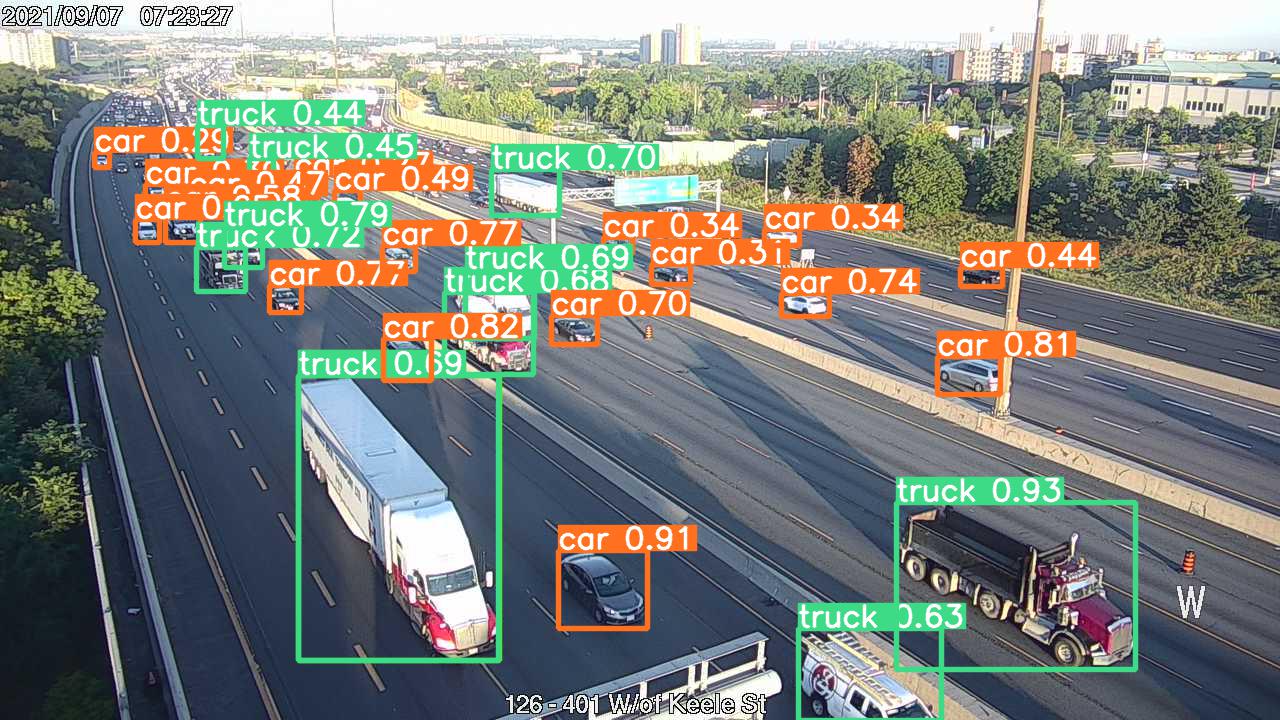 2021/09/07 07:23:27
truck 0.44
car 0.29
truck 0.45
truck 0.70
car 0.47
car 0.49
truck 0.79
truck 0.72
car 0.77
car 0.34
car 0.34
truck 0.69
car 0.31
car 0.44
car 0.77
truck 0.68
car 0.74
car 0.70
car 0.82
car 0.81
truck 0.69
truck 0.93
car 0.91
W
truck 0.63
126 - 401 W/of Keele St